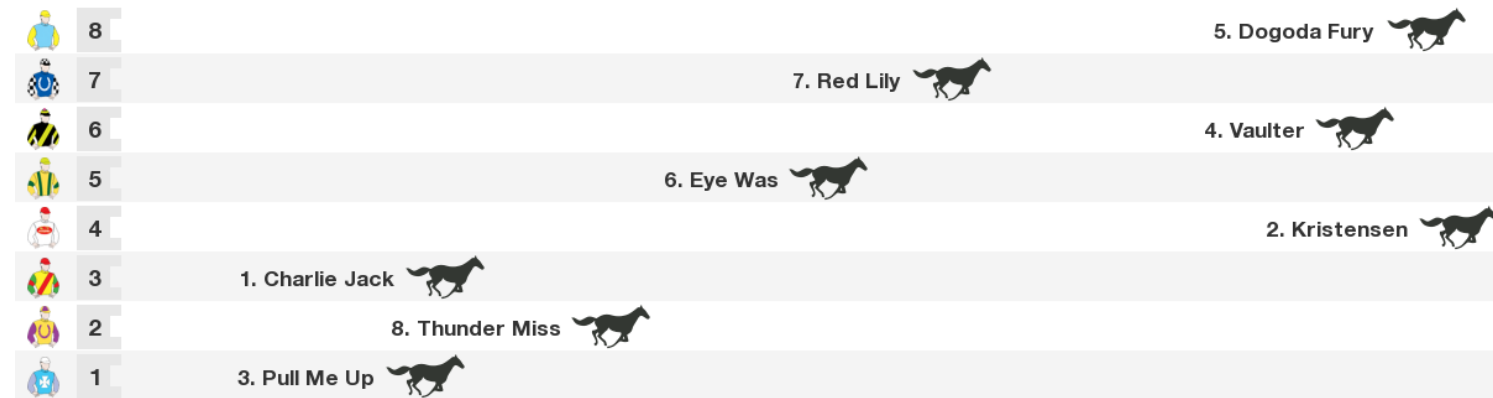 8 5. Dogoda Fury
7 7. Red Lily
6 4. Vaulter
5 6. Eye Was
4 2. Kristensen
3 1. Charlie Jack
2 8. Thunder Miss
1 3. Pull Me Up